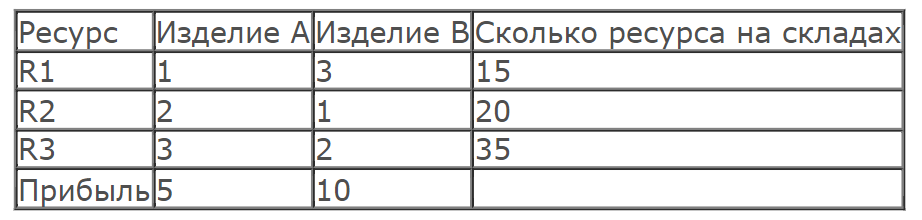 Ресурс Изделие A Изделие B Сколько ресурса на складах
R1 1 3 15
R2 2 1 20
R3 3 2 35
Прибыль 5 10